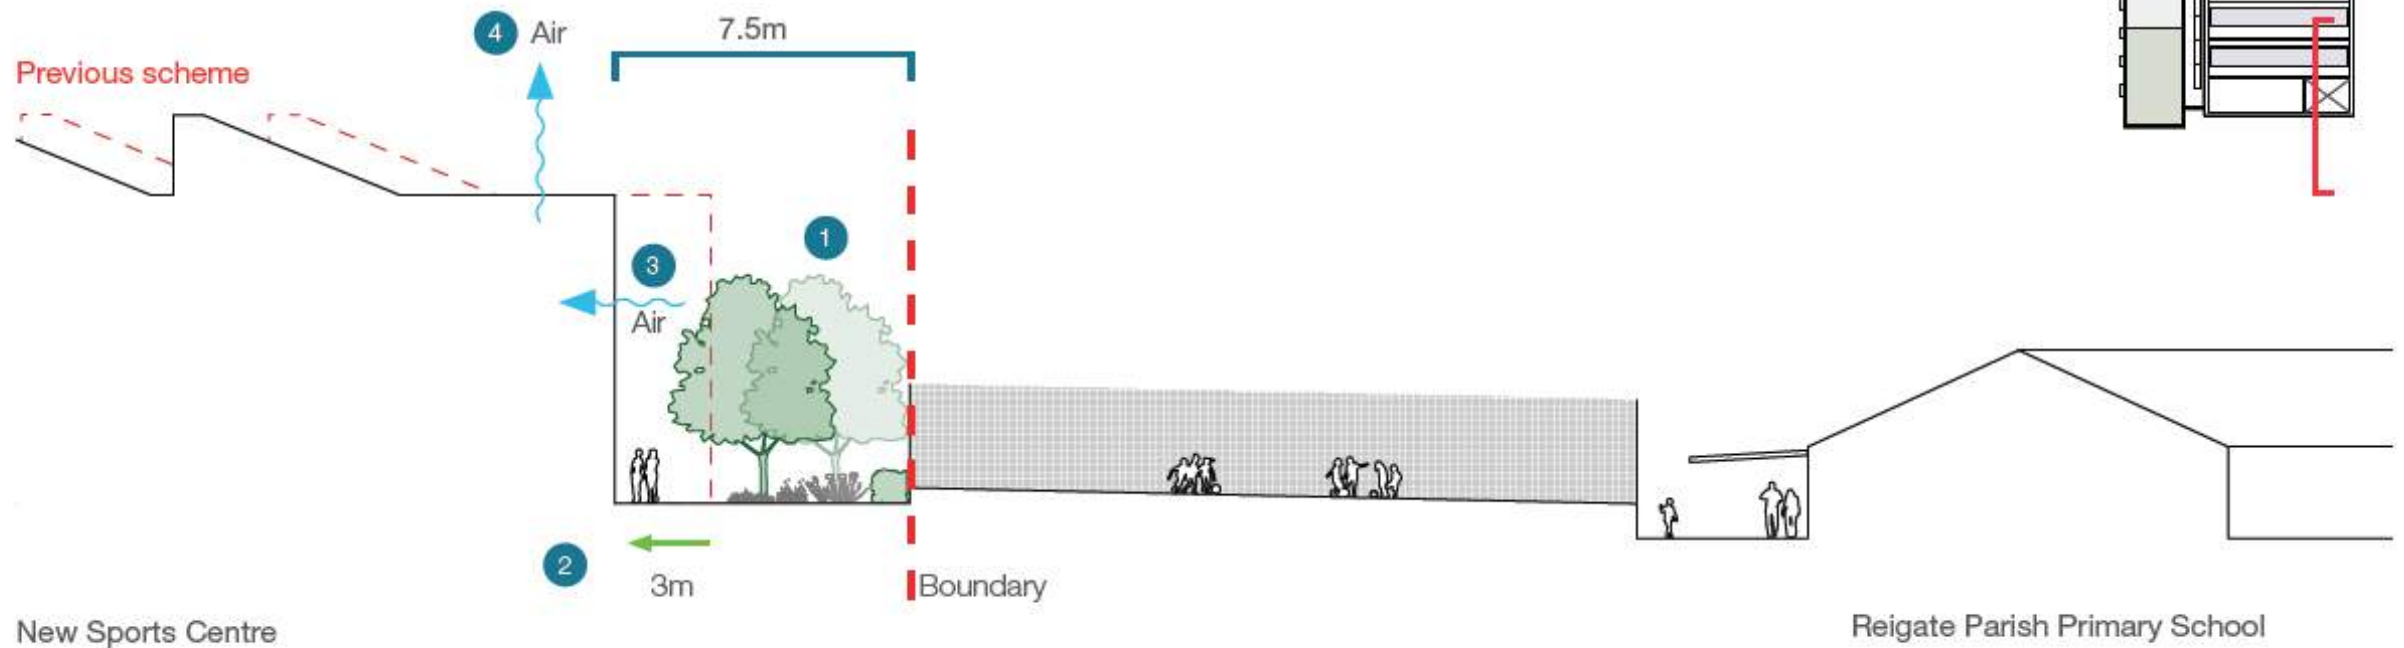 4 Air
7.5m
Previous scheme
1
3
Air
2
3m
Boundary
New Sports Centre
Reigate Parish Primary School